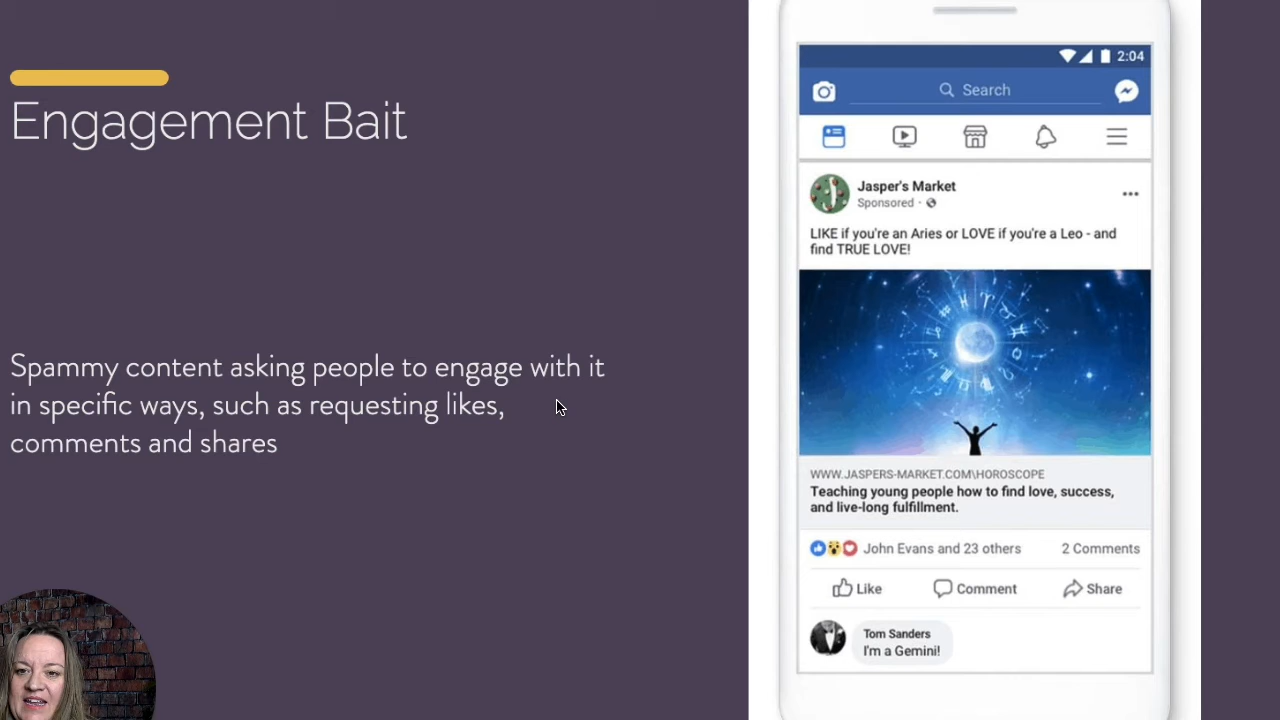 Engagement Bait
Spammy content asking people to engage with it
in specific ways, such as requesting likes,
comments and shares
2:04
Search
Jasper's Market
Sponsored ·
LIKE if you're an Aries or LOVE if you're a Leo - and
find TRUE LOVE!
WWW.JASPERS-MARKET.COM\HOROSCOPE
Teaching young people how to find love, success,
and live-long fulfillment.
John Evans and 23 others 2 Comments
Like Comment Share
Tom Sanders
I'm a Gemini!